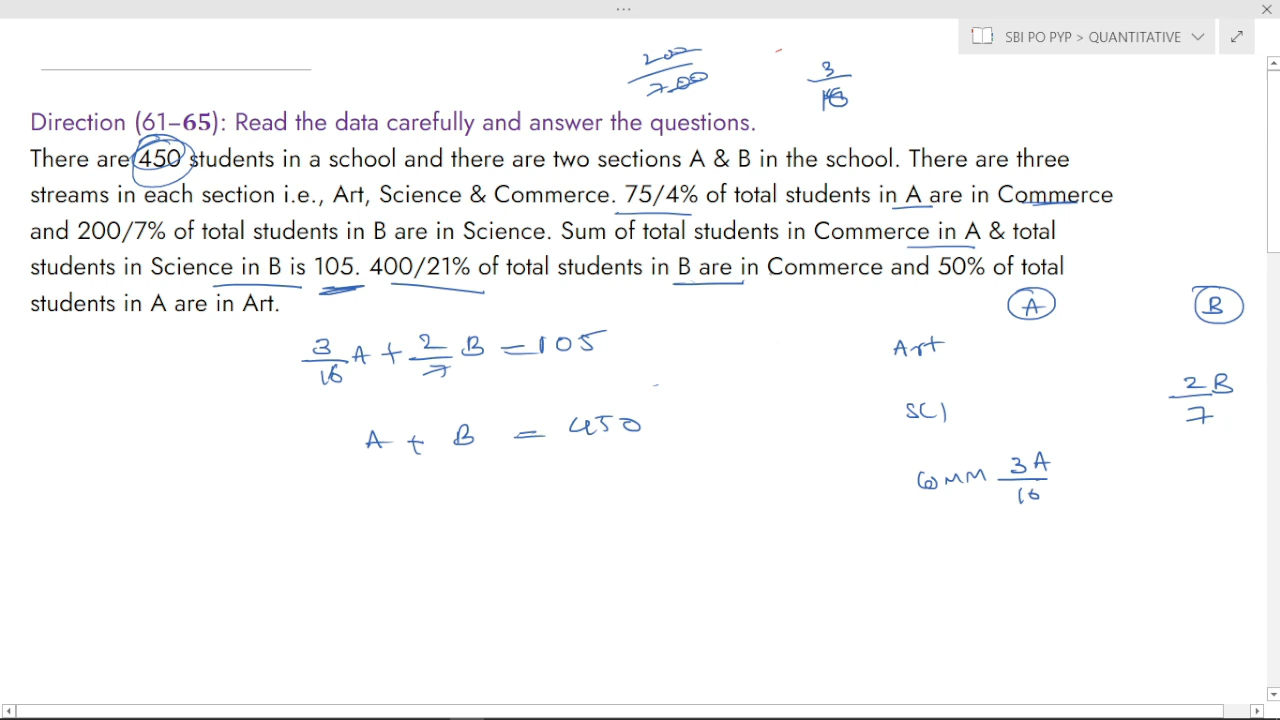 SBI PO PYP > QUANTITATIVE
200/700
3/16
Direction (61–65): Read the data carefully and answer the questions.
There are 450 students in a school and there are two sections A & B in the school. There are three
streams in each section i.e., Art, Science & Commerce. 75/4% of total students in A are in Commerce
and 200/7% of total students in B are in Science. Sum of total students in Commerce in A & total
students in Science in B is 105. 400/21% of total students in B are in Commerce and 50% of total
students in A are in Art.
A B
3/16 A + 2/7 B = 105
Art
2B/7
SCI
A + B = 450
COMM 3A/16